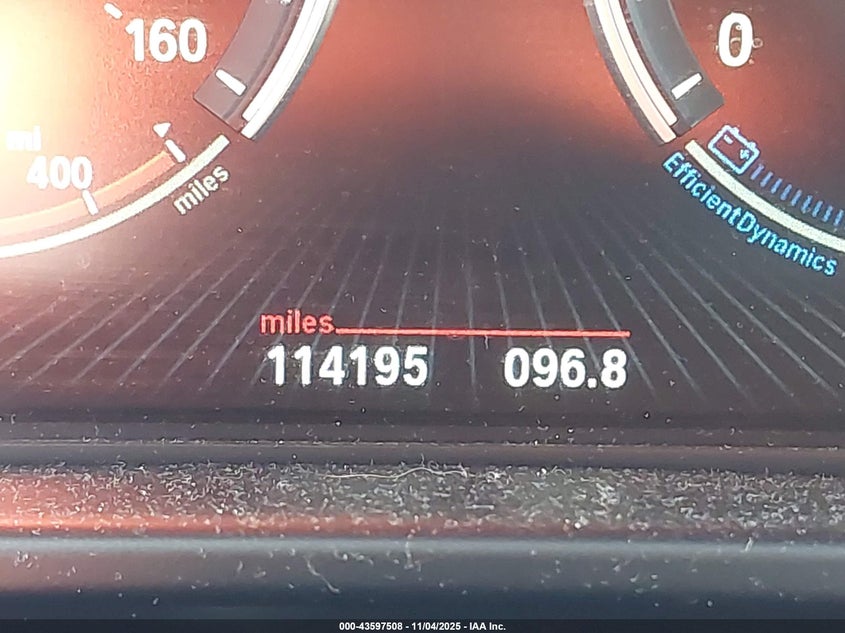 160
0
mi
400
miles
EfficientDynamics
miles
114195 096.8
000-43597508 - 11/04/2025 - IAA Inc.